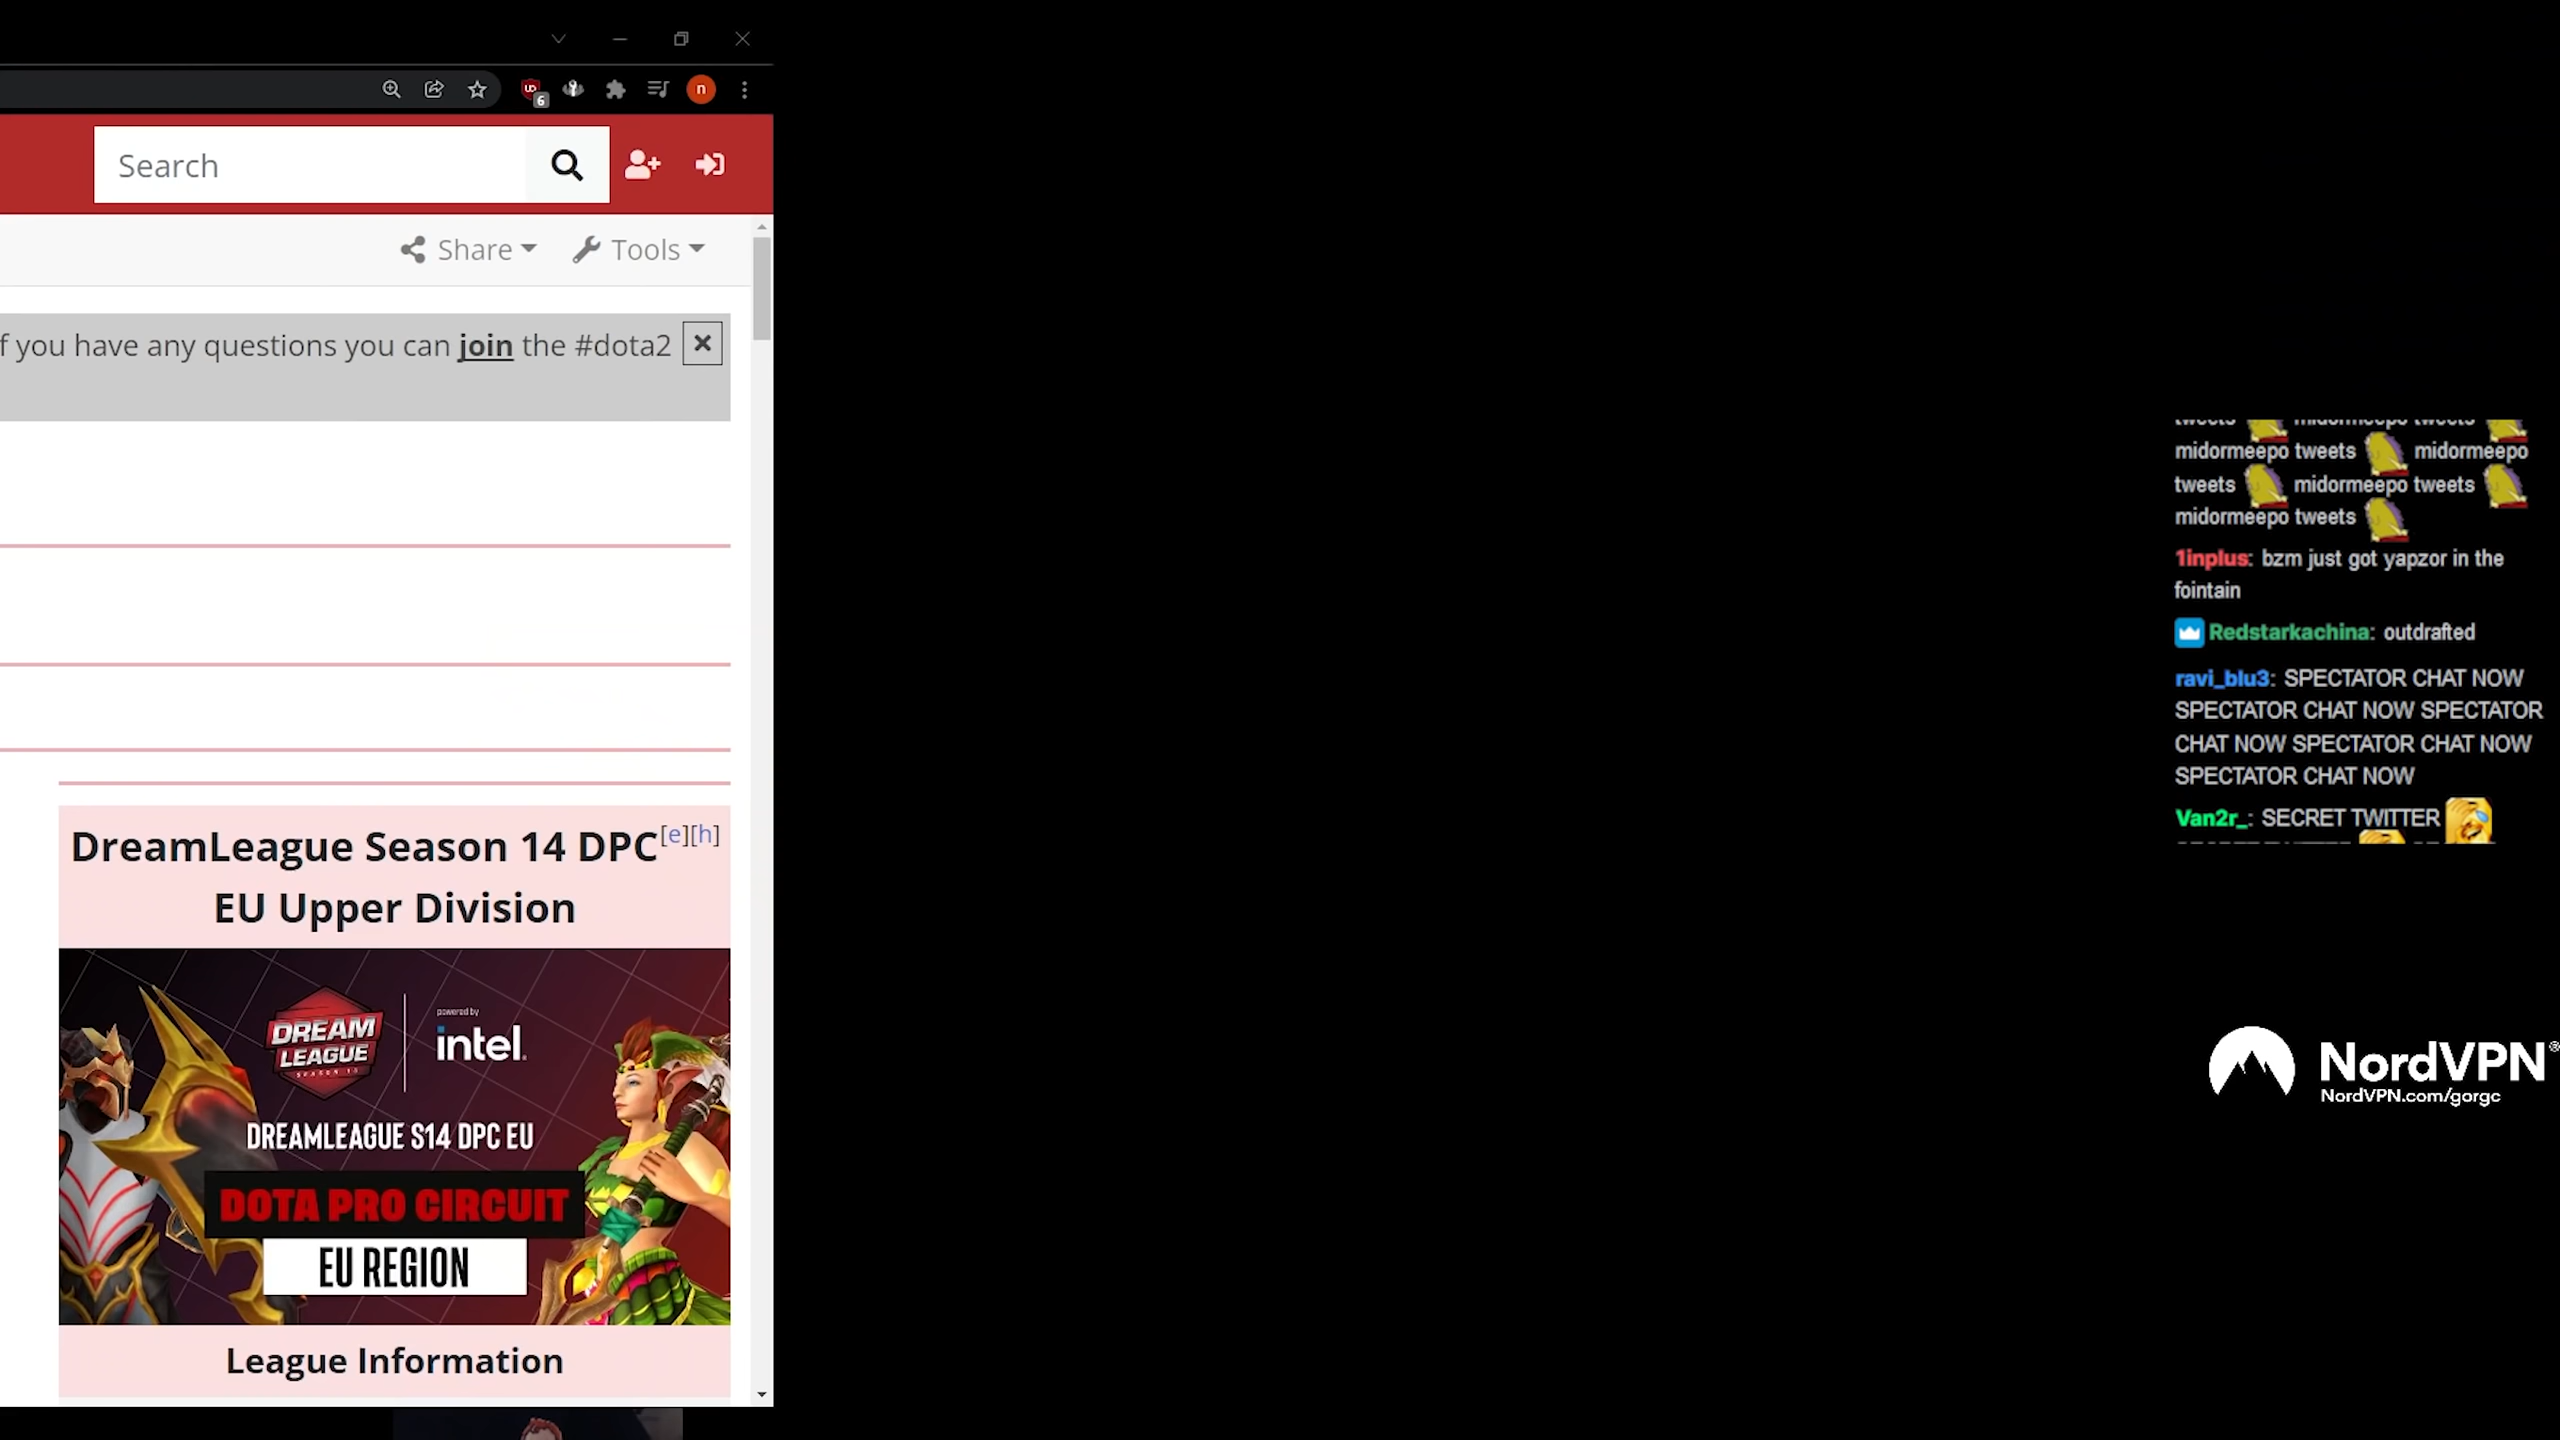 6
n
Search
Share
Tools
f you have any questions you can join the #dota2
DreamLeague Season 14 DPC[e][h]
EU Upper Division
DREAM
LEAGUE
powered by
intel.
DREAMLEAGUE S14 DPC EU
DOTA PRO CIRCUIT
EU REGION
League Information
tweets midormeepo tweets
midormeepo tweets midormeepo
tweets midormeepo tweets
midormeepo tweets
1inplus: bzm just got yapzor in the
fointain
Redstarkachina: outdrafted
ravi_blu3: SPECTATOR CHAT NOW
SPECTATOR CHAT NOW SPECTATOR
CHAT NOW SPECTATOR CHAT NOW
SPECTATOR CHAT NOW
Van2r_: SECRET TWITTER
NordVPN®
NordVPN.com/gorgc